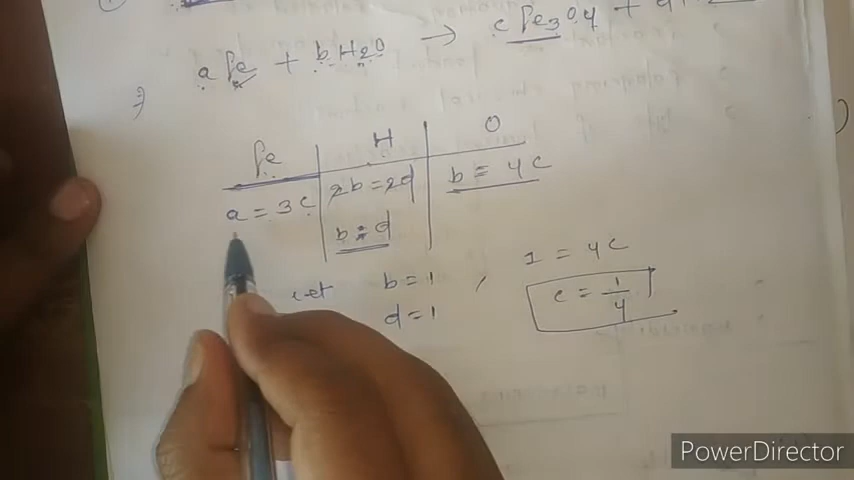 a Fe + b H2O → c Fe3O4 + d
Fe | H | O
a = 3c | 2b = 2d | b = 4c
b = d
1 = 4c
Let b = 1 , c = 1/4
d = 1
PowerDirector